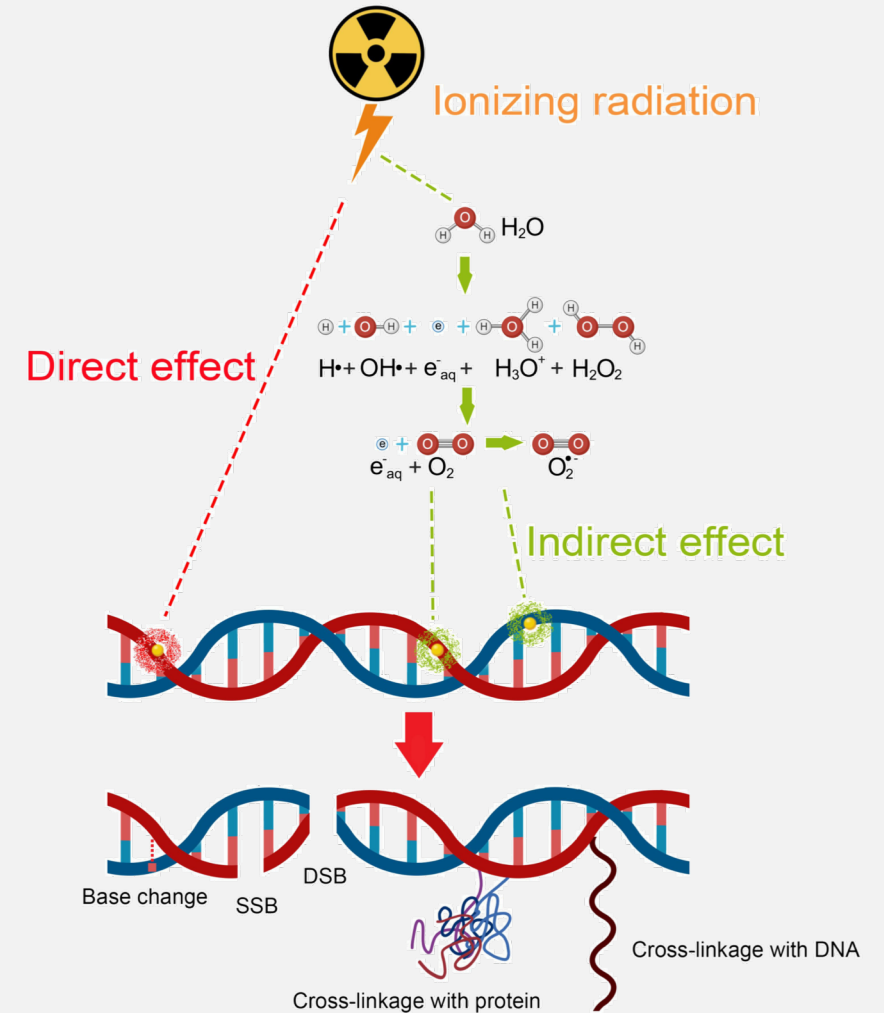 Ionizing radiation
O
H H
H₂O
H + O H + e + H O H H + H O O H
H• + OH• + e⁻aq + H₃O⁺ + H₂O₂
Direct effect
e + O O O O
e⁻aq + O₂ O₂•⁻
Indirect effect
Base change
SSB
DSB
Cross-linkage with DNA
Cross-linkage with protein